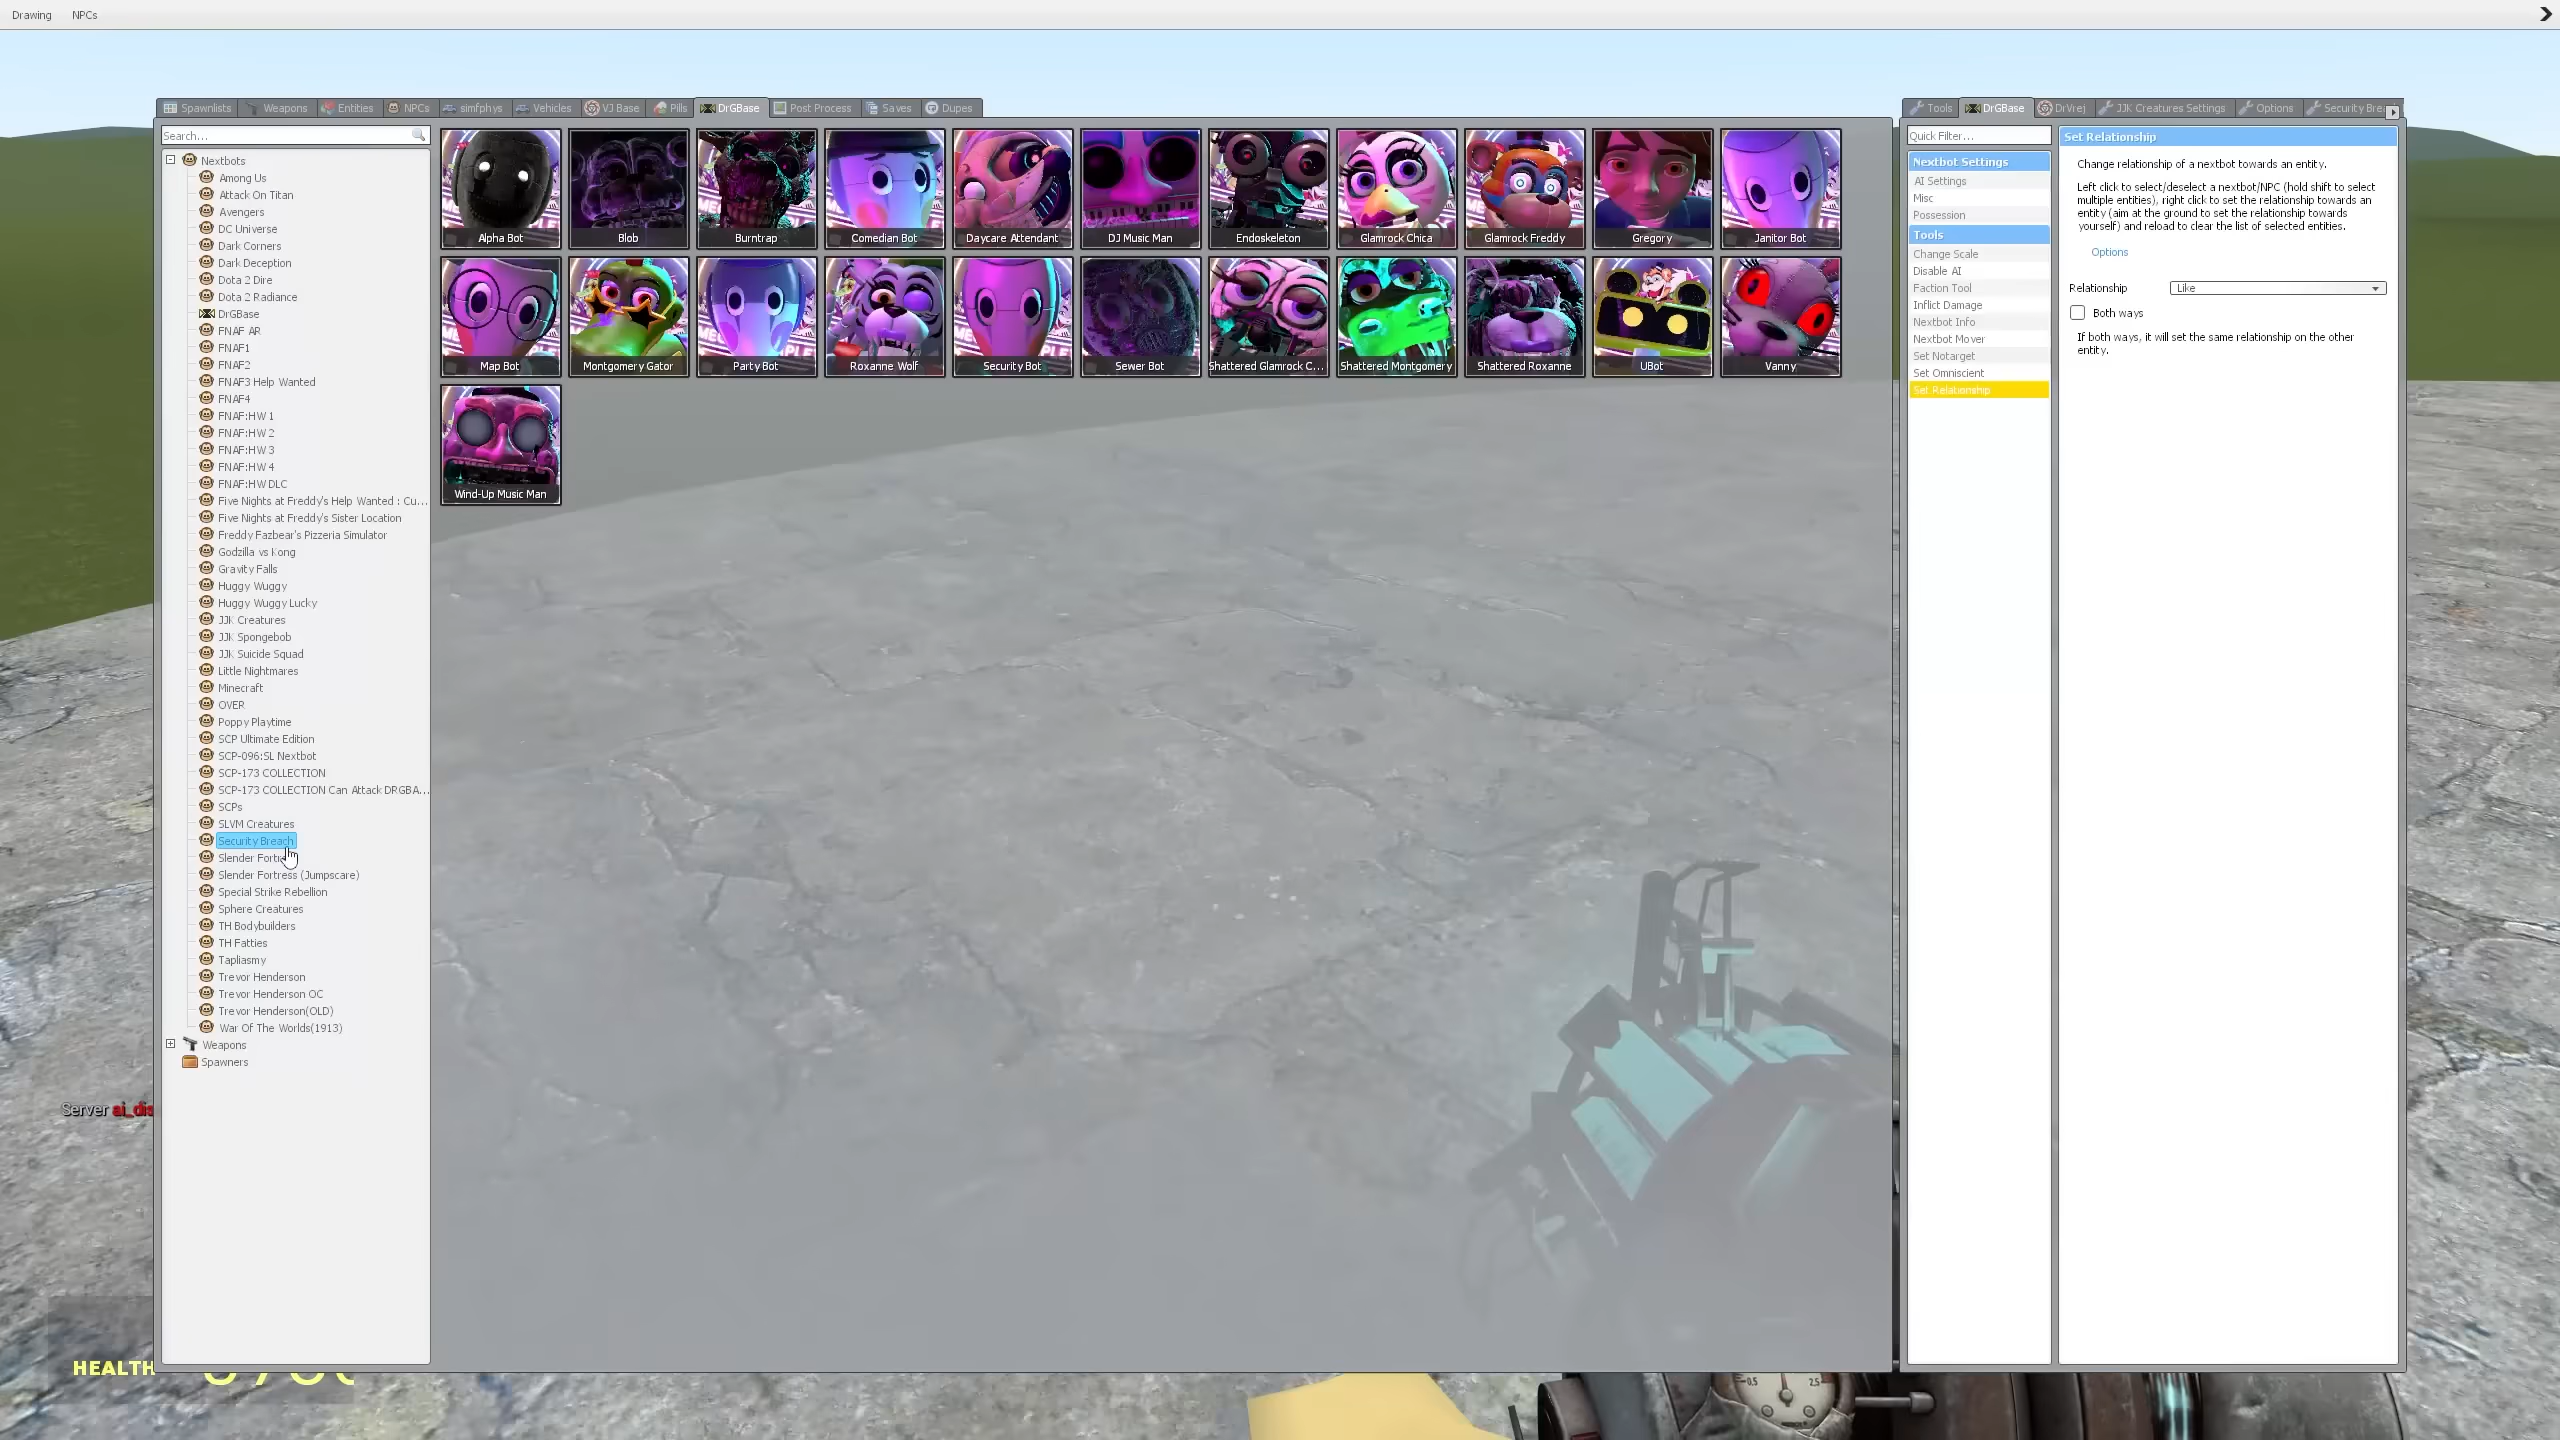 Drawing NPCs
Spawnlists Weapons Entities NPCs simfphys Vehicles VJ Base Pills DrGBase Post Process Saves Dupes
Search...
Nextbots
Among Us
Attack On Titan
Avengers
DC Universe
Dark Corners
Dark Deception
Dota 2 Dire
Dota 2 Radiance
DrGBase
FNAF AR
FNAF1
FNAF2
FNAF3 Help Wanted
FNAF4
FNAF:HW 1
FNAF:HW 2
FNAF:HW 3
FNAF:HW 4
FNAF:HW DLC
Five Nights at Freddy's Help Wanted : Cu...
Five Nights at Freddy's Sister Location
Freddy Fazbear's Pizzeria Simulator
Godzilla vs Kong
Gravity Falls
Huggy Wuggy
Huggy Wuggy Lucky
JJK Creatures
JJK Spongebob
JJK Suicide Squad
Little Nightmares
Minecraft
OVER
Poppy Playtime
SCP Ultimate Edition
SCP-096:SL Nextbot
SCP-173 COLLECTION
SCP-173 COLLECTION Can Attack DRGBA...
SCPs
SLVM Creatures
Security Breach
Slender
Slender Fortress (Jumpscare)
Special Strike Rebellion
Sphere Creatures
TH Bodybuilders
TH Fatties
Tapliasmy
Trevor Henderson
Trevor Henderson OC
Trevor Henderson(OLD)
War Of The Worlds(1913)
Weapons
Spawners
Alpha Bot Blob Burntrap Comedian Bot Daycare Attendant DJ Music Man Endoskeleton Glamrock Chica Glamrock Freddy Gregory Janitor Bot
Map Bot Montgomery Gator Party Bot Roxanne Wolf Security Bot Sewer Bot Shattered Glamrock C... Shattered Montgomery Shattered Roxanne UBot Vanny
Wind-Up Music Man
Tools DrGBase DrVrej JJK Creatures Settings Options Security Brea
Quick Filter...
Nextbot Settings
AI Settings
Misc
Possession
Tools
Change Scale
Disable AI
Faction Tool
Inflict Damage
Nextbot Info
Nextbot Mover
Set Notarget
Set Omniscient
Set Relationship
Set Relationship
Change relationship of a nextbot towards an entity.
Left click to select/deselect a nextbot/NPC (hold shift to select
multiple entities), right click to set the relationship towards an
entity (aim at the ground to set the relationship towards
yourself) and reload to clear the list of selected entities.
Options
Relationship Like
Both ways
If both ways, it will set the same relationship on the other
entity.
Server ai_dis
HEALTH
0.5 2.5